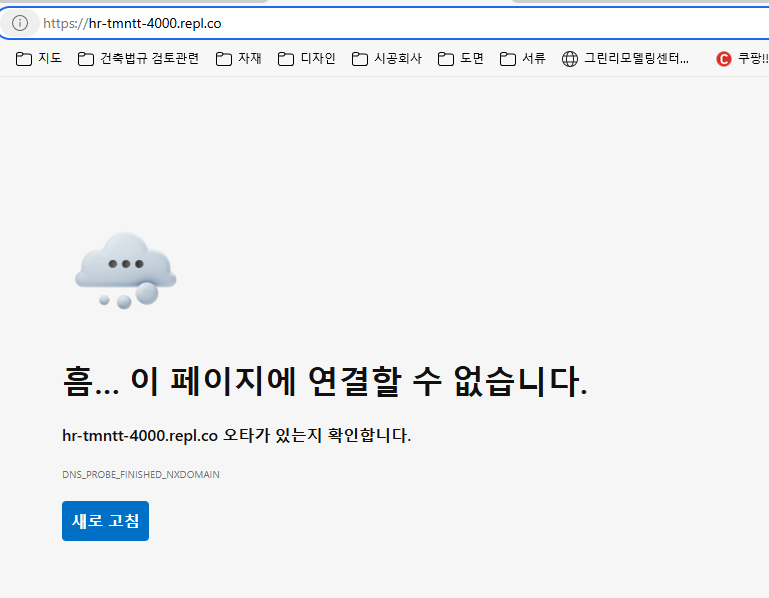 https://hr-tmntt-4000.repl.co
지도 건축법규 검토관련 자재 디자인 시공회사 도면 서류 그린리모델링센터... 쿠팡!!
흠... 이 페이지에 연결할 수 없습니다.
hr-tmntt-4000.repl.co 오타가 있는지 확인합니다.
DNS_PROBE_FINISHED_NXDOMAIN
새로 고침